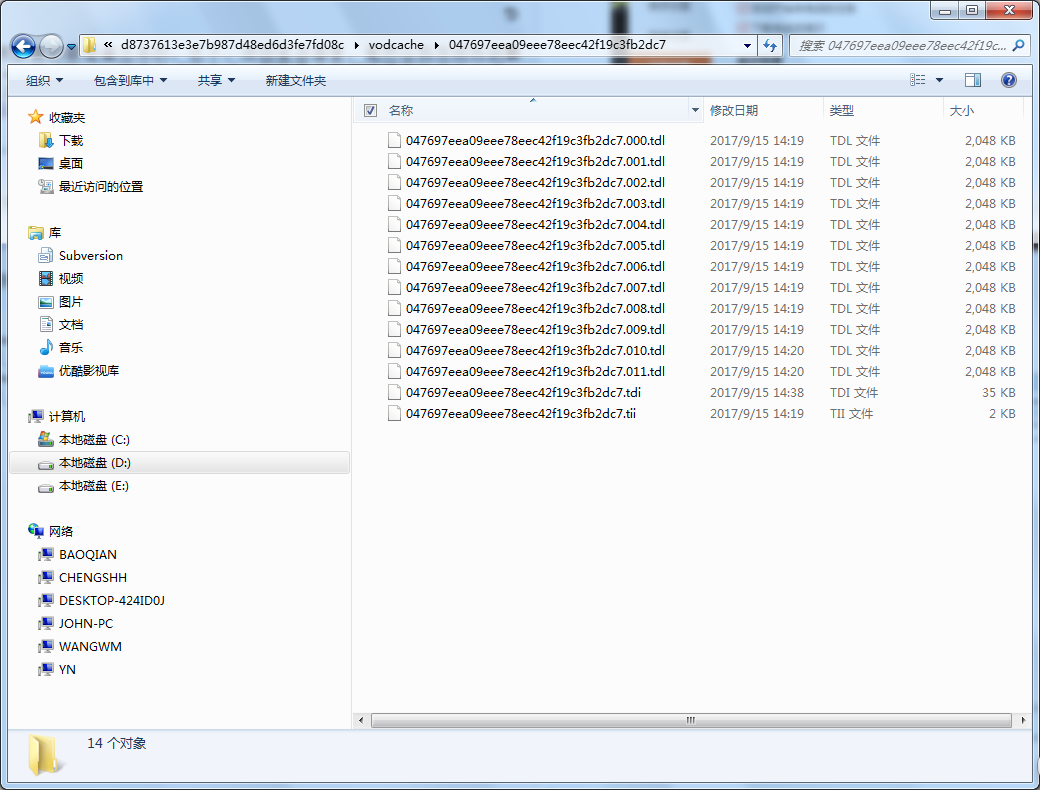 « d8737613e3e7b987d48ed6d3fe7fd08c ▸ vodcache ▸ 047697eea09eee78eec42f19c3fb2dc7
搜索 047697eea09eee78eec42f19c...
组织 包含到库中 共享 新建文件夹
收藏夹
下载
桌面
最近访问的位置
库
Subversion
视频
图片
文档
音乐
优酷影视库
计算机
本地磁盘 (C:)
本地磁盘 (D:)
本地磁盘 (E:)
网络
BAOQIAN
CHENGSHH
DESKTOP-424ID0J
JOHN-PC
WANGWM
YN
名称 修改日期 类型 大小
047697eea09eee78eec42f19c3fb2dc7.000.tdl 2017/9/15 14:19 TDL 文件 2,048 KB
047697eea09eee78eec42f19c3fb2dc7.001.tdl 2017/9/15 14:19 TDL 文件 2,048 KB
047697eea09eee78eec42f19c3fb2dc7.002.tdl 2017/9/15 14:19 TDL 文件 2,048 KB
047697eea09eee78eec42f19c3fb2dc7.003.tdl 2017/9/15 14:19 TDL 文件 2,048 KB
047697eea09eee78eec42f19c3fb2dc7.004.tdl 2017/9/15 14:19 TDL 文件 2,048 KB
047697eea09eee78eec42f19c3fb2dc7.005.tdl 2017/9/15 14:19 TDL 文件 2,048 KB
047697eea09eee78eec42f19c3fb2dc7.006.tdl 2017/9/15 14:19 TDL 文件 2,048 KB
047697eea09eee78eec42f19c3fb2dc7.007.tdl 2017/9/15 14:19 TDL 文件 2,048 KB
047697eea09eee78eec42f19c3fb2dc7.008.tdl 2017/9/15 14:19 TDL 文件 2,048 KB
047697eea09eee78eec42f19c3fb2dc7.009.tdl 2017/9/15 14:19 TDL 文件 2,048 KB
047697eea09eee78eec42f19c3fb2dc7.010.tdl 2017/9/15 14:20 TDL 文件 2,048 KB
047697eea09eee78eec42f19c3fb2dc7.011.tdl 2017/9/15 14:20 TDL 文件 2,048 KB
047697eea09eee78eec42f19c3fb2dc7.tdi 2017/9/15 14:38 TDI 文件 35 KB
047697eea09eee78eec42f19c3fb2dc7.tii 2017/9/15 14:19 TII 文件 2 KB
14 个对象